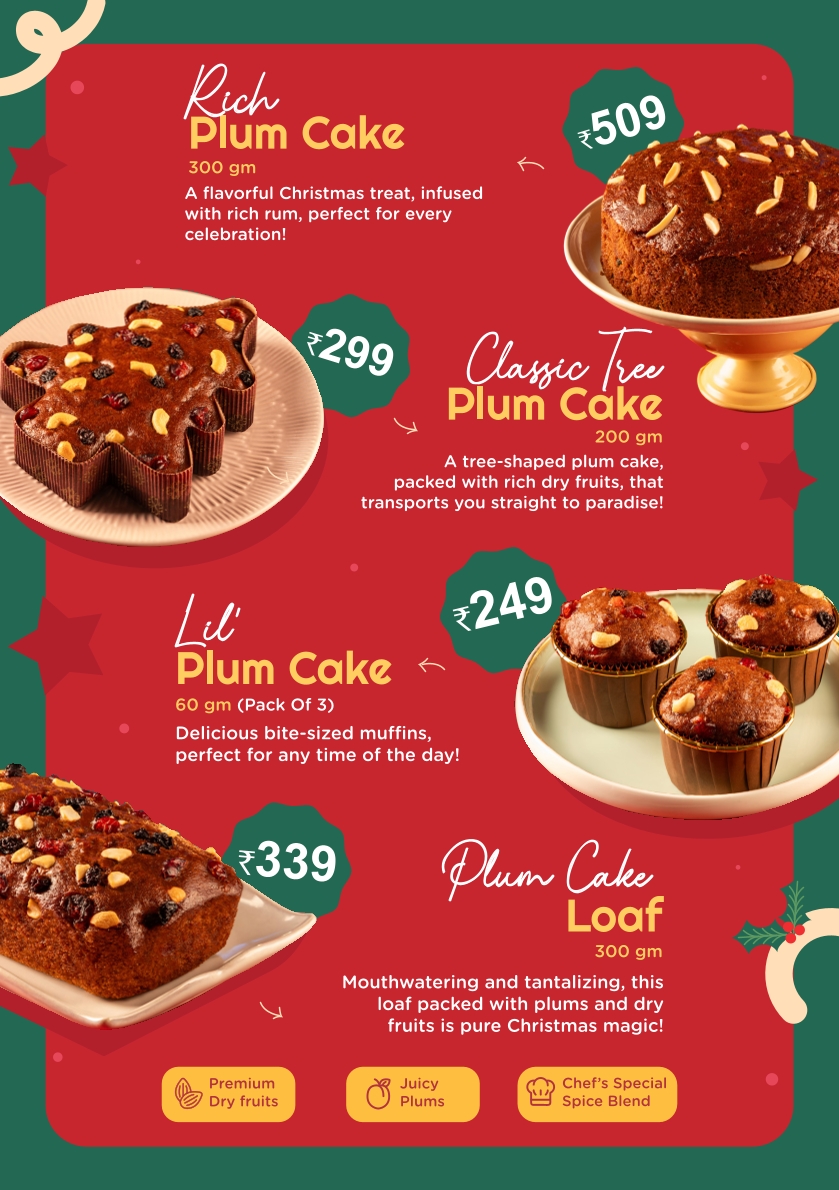 Rich
Plum Cake
300 gm
A flavorful Christmas treat, infused
with rich rum, perfect for every
celebration!
₹509
₹299
Classic Tree
Plum Cake
200 gm
A tree-shaped plum cake,
packed with rich dry fruits, that
transports you straight to paradise!
₹249
Lil'
Plum Cake
60 gm (Pack Of 3)
Delicious bite-sized muffins,
perfect for any time of the day!
₹339
Plum Cake
Loaf
300 gm
Mouthwatering and tantalizing, this
loaf packed with plums and dry
fruits is pure Christmas magic!
Premium
Dry fruits
Juicy
Plums
Chef's Special
Spice Blend